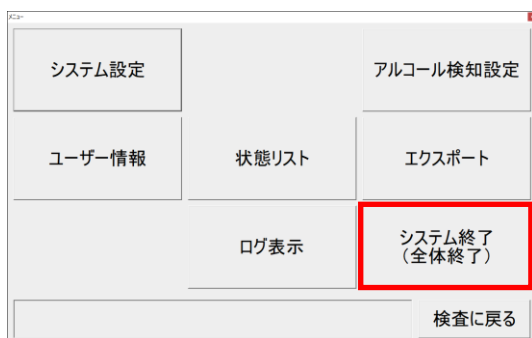 メニュー
システム設定
アルコール検知設定
ユーザー情報
状態リスト
エクスポート
ログ表示
システム終了
(全体終了)
検査に戻る